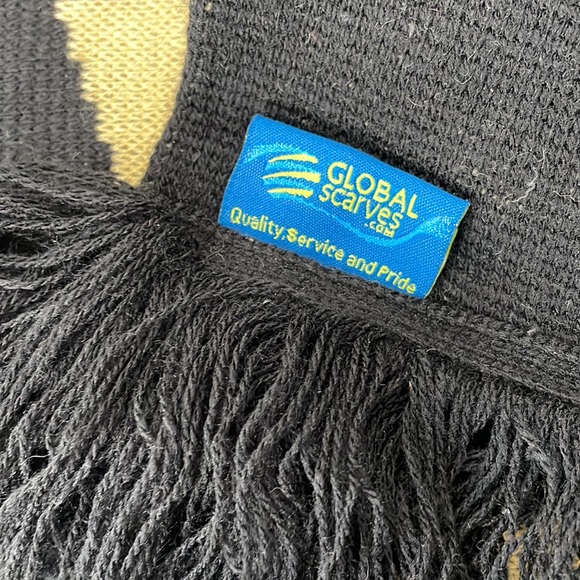 GLOBAL
scarves
.com
Quality, Service and Pride